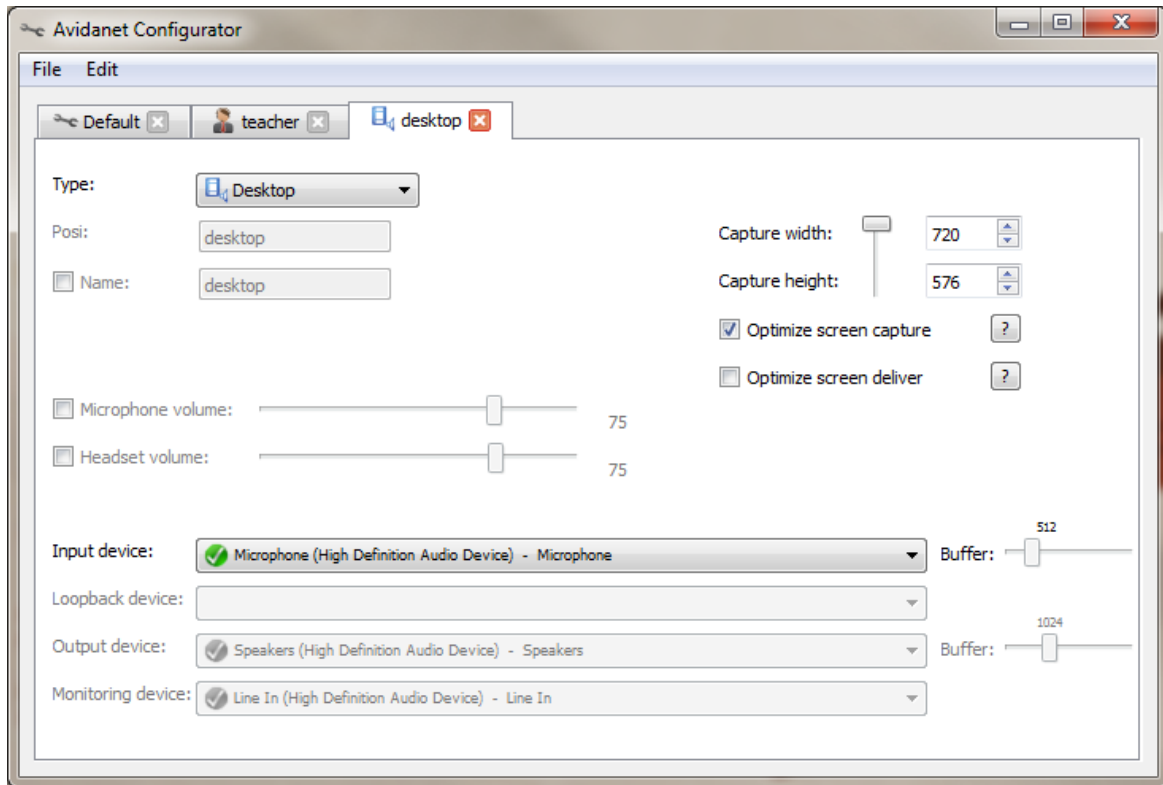 Avidanet Configurator
File Edit
Default teacher desktop
Type: Desktop
Posi: desktop
Name: desktop
Capture width: 720
Capture height: 576
Optimize screen capture ?
Optimize screen deliver ?
Microphone volume: 75
Headset volume: 75
512
Input device: Microphone (High Definition Audio Device) - Microphone Buffer:
Loopback device:
1024
Output device: Speakers (High Definition Audio Device) - Speakers Buffer:
Monitoring device: Line In (High Definition Audio Device) - Line In